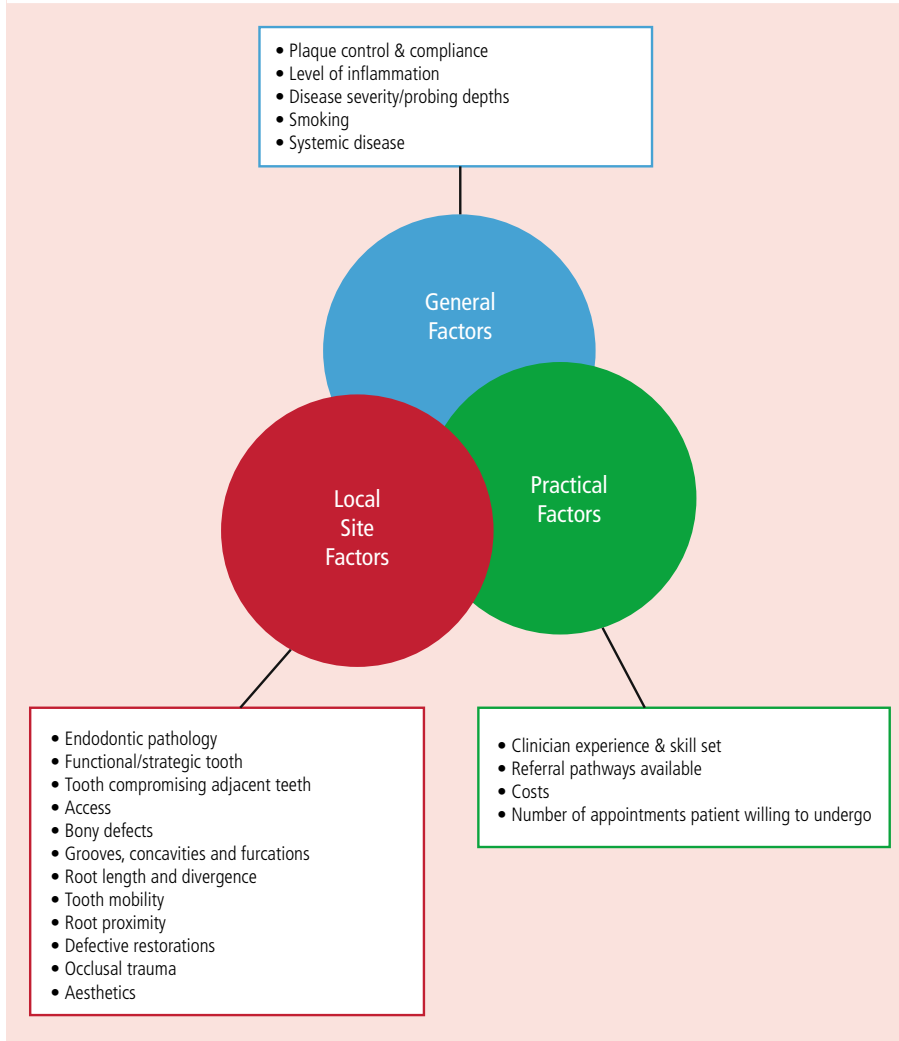 • Plaque control & compliance
• Level of inflammation
• Disease severity/probing depths
• Smoking
• Systemic disease
General
Factors
Local
Site
Factors
Practical
Factors
• Endodontic pathology
• Functional/strategic tooth
• Tooth compromising adjacent teeth
• Access
• Bony defects
• Grooves, concavities and furcations
• Root length and divergence
• Tooth mobility
• Root proximity
• Defective restorations
• Occlusal trauma
• Aesthetics
• Clinician experience & skill set
• Referral pathways available
• Costs
• Number of appointments patient willing to undergo